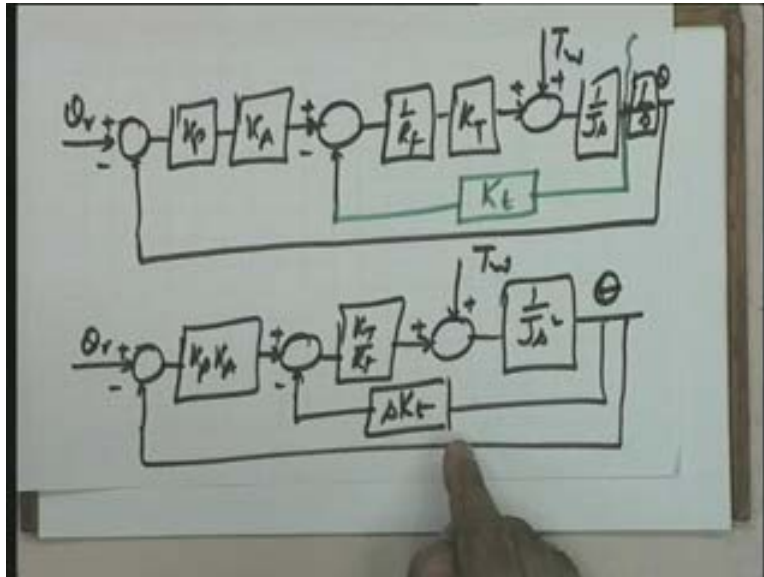 θr + - Kp KA + - 1/Rf KT + Tw + 1/Js 1/s θ
Kt
θr + - KpKA + - KT/Rf + Tw + 1/Js² θ
sKt